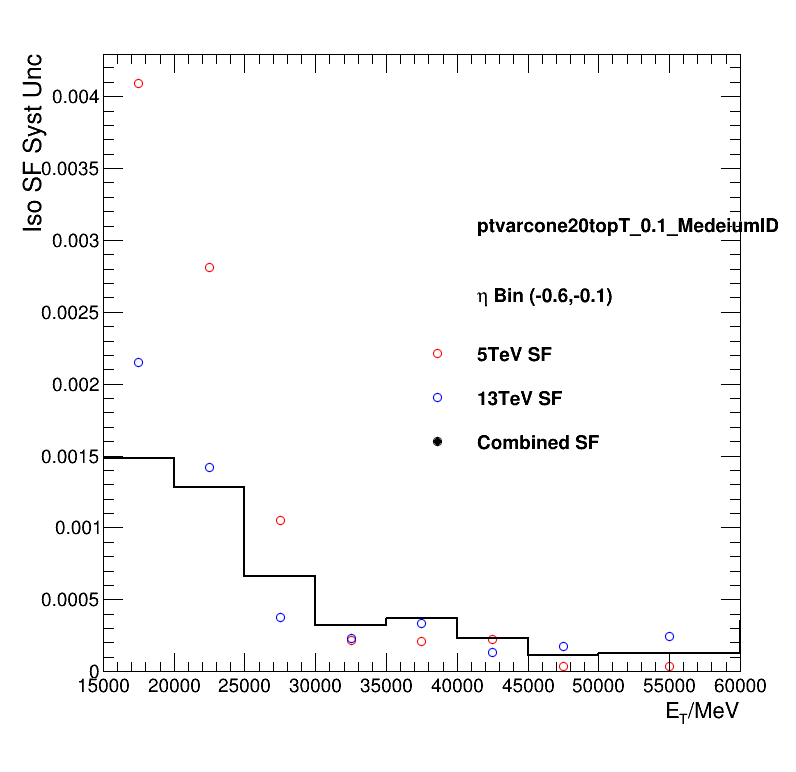 Iso SF Syst Unc
0.004
0.0035
0.003
0.0025
0.002
0.0015
0.001
0.0005
0
ptvarcone20topT_0.1_MedeiumID
η Bin (-0.6,-0.1)
5TeV SF
13TeV SF
Combined SF
15000 20000 25000 30000 35000 40000 45000 50000 55000 60000
E_T/MeV